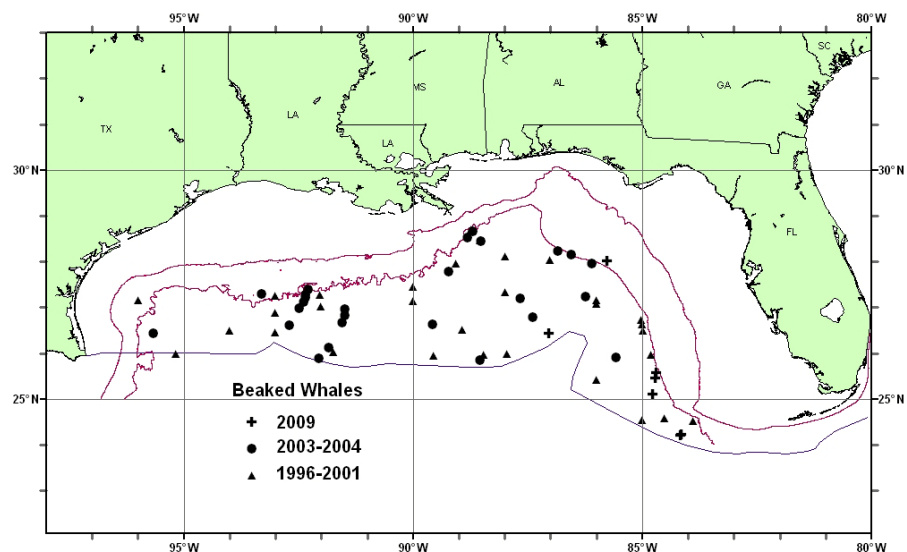 95°W 90°W 85°W 80°W
SC
MS AL GA
LA
TX
LA
30°N 30°N
FL
Beaked Whales
25°N 25°N
2009
2003-2004
1996-2001
95°W 90°W 85°W 80°W